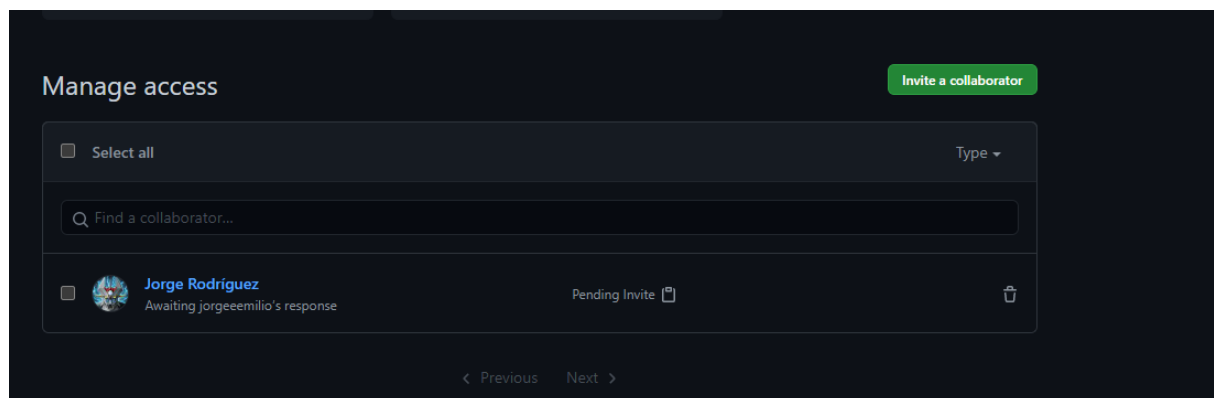 Manage access
Invite a collaborator
Select all
Type
Find a collaborator...
Jorge Rodríguez
Awaiting jorgeeemilio's response
Pending Invite
Previous
Next